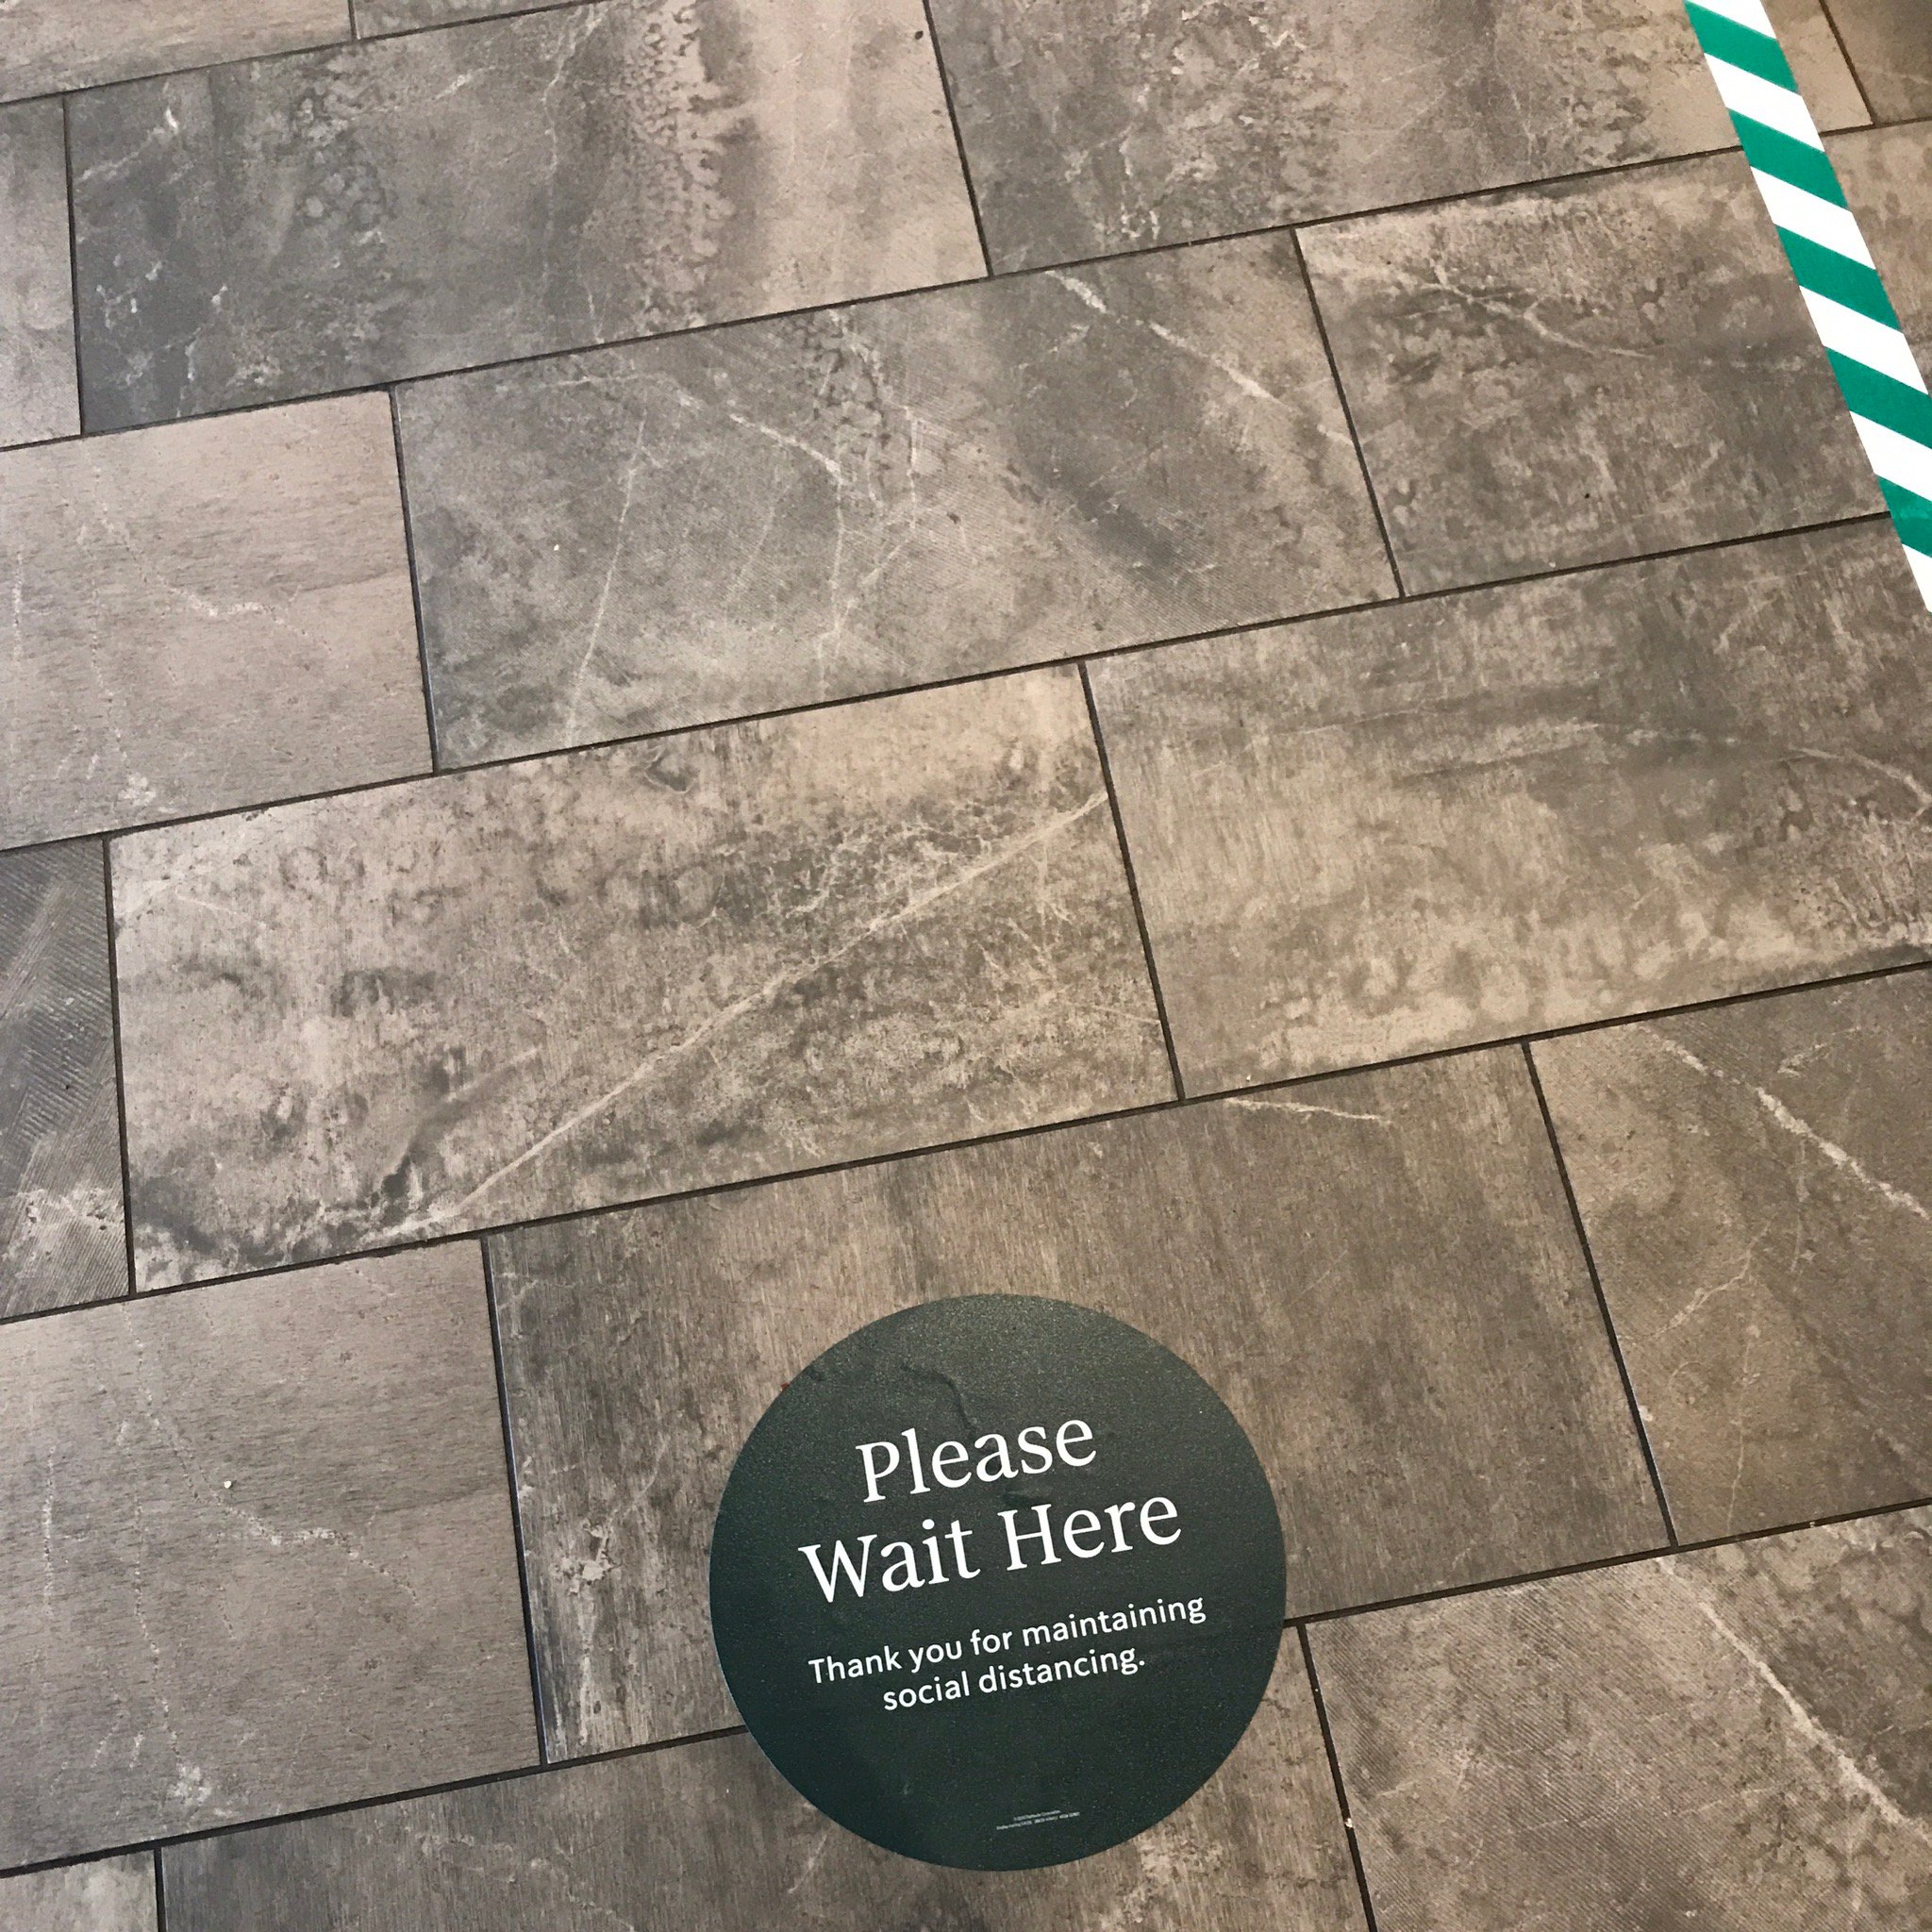 Please
Wait Here
Thank you for maintaining
social distancing.